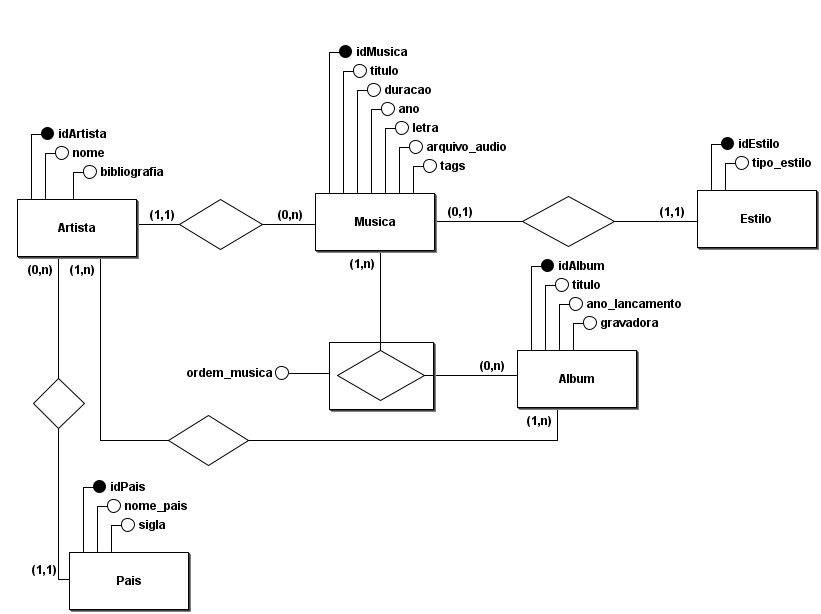 idMusica
titulo
duracao
ano
letra
arquivo_audio
tags
idArtista
nome
bibliografia
idEstilo
tipo_estilo
Artista
(1,1)
(0,n)
Musica
(0,1)
(1,1)
Estilo
(0,n)
(1,n)
(1,n)
idAlbum
titulo
ano_lancamento
gravadora
ordem_musica
(0,n)
Album
(1,n)
idPais
nome_pais
sigla
(1,1)
Pais